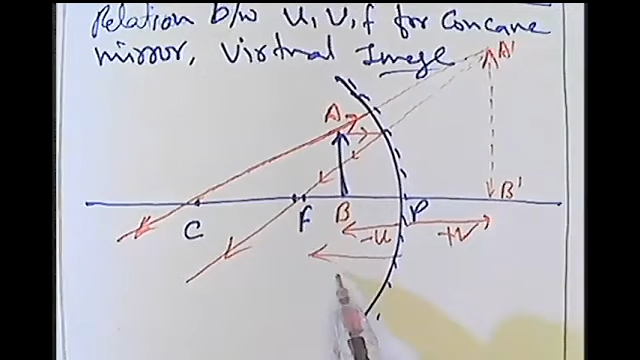 Relation b/w u, v, f for Concave
mirror, Virtual Image
A'
A
C
F
B
P
B'
-u
+v